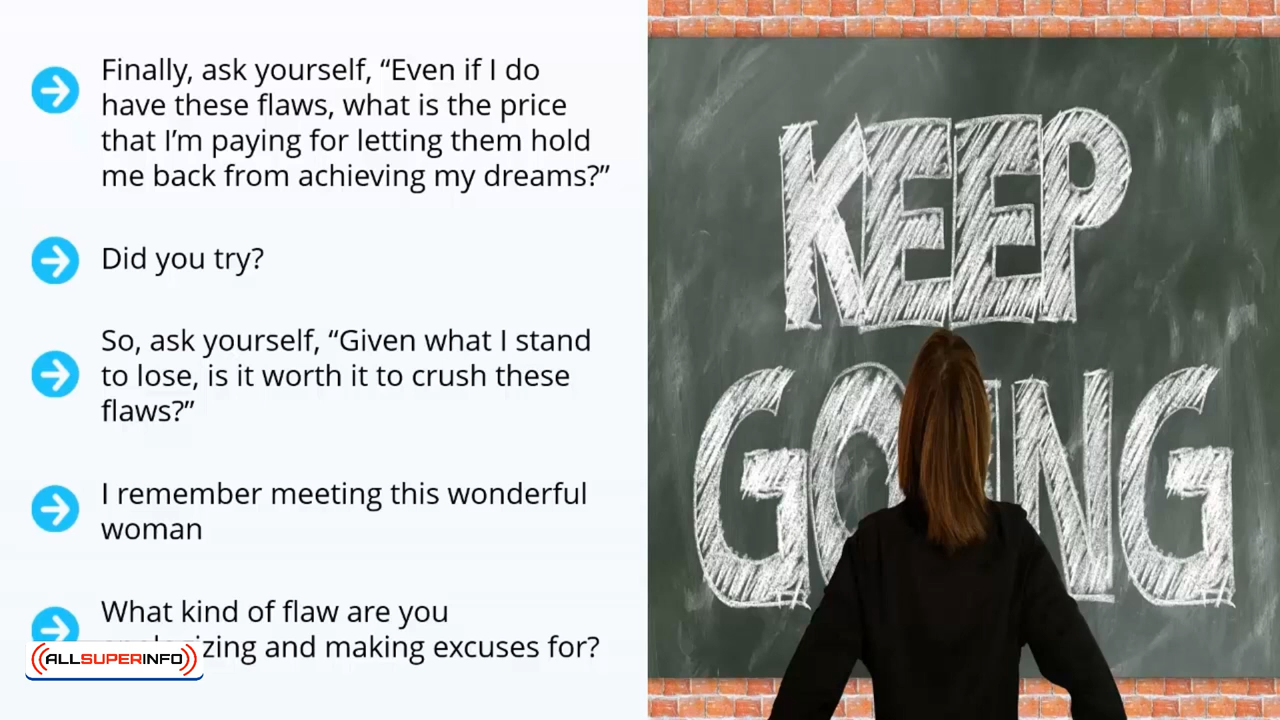 Finally, ask yourself, “Even if I do
have these flaws, what is the price
that I’m paying for letting them hold
me back from achieving my dreams?”
Did you try?
So, ask yourself, “Given what I stand
to lose, is it worth it to crush these
flaws?”
I remember meeting this wonderful
woman
What kind of flaw are you
and making excuses for?
ALLSUPERINFO
KEEP
GOING